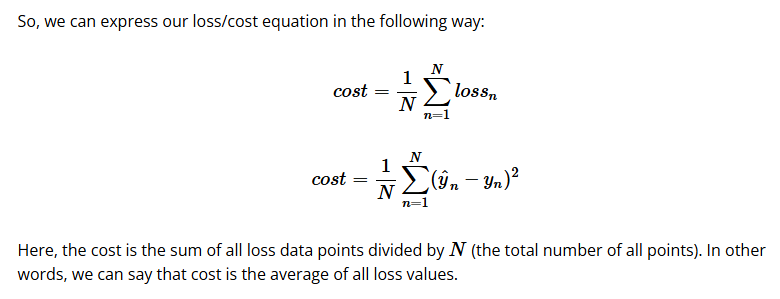 So, we can express our loss/cost equation in the following way:
cost = \frac{1}{N} \sum_{n=1}^{N} loss_n
cost = \frac{1}{N} \sum_{n=1}^{N} (\hat{y}_n - y_n)^2
Here, the cost is the sum of all loss data points divided by N (the total number of all points). In other
words, we can say that cost is the average of all loss values.